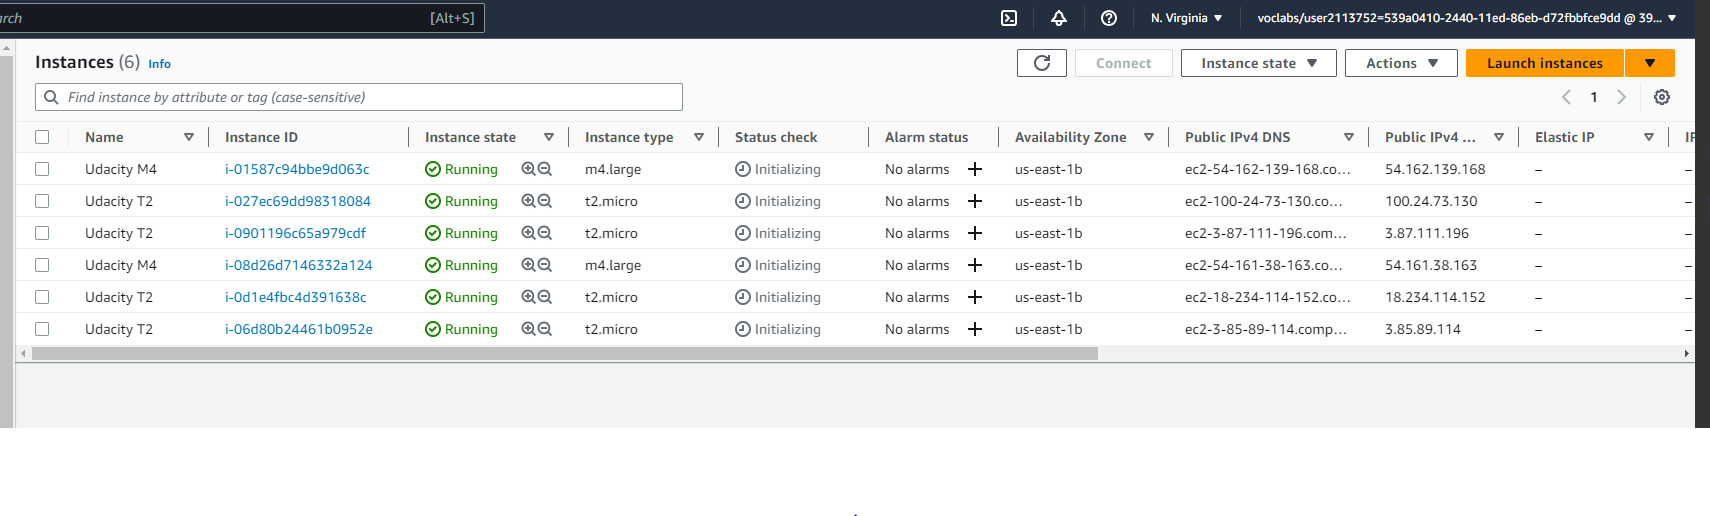 arch [Alt+S] N. Virginia voclabs/user2113752=539a0410-2440-11ed-86eb-d72fbbfce9dd @ 39...
Instances (6) Info Connect Instance state Actions Launch instances
Find instance by attribute or tag (case-sensitive) 1
Name Instance ID Instance state Instance type Status check Alarm status Availability Zone Public IPv4 DNS Public IPv4 ... Elastic IP IP
Udacity M4 i-01587c94bbe9d063c Running m4.large Initializing No alarms + us-east-1b ec2-54-162-139-168.co... 54.162.139.168 – –
Udacity T2 i-027ec69dd98318084 Running t2.micro Initializing No alarms + us-east-1b ec2-100-24-73-130.co... 100.24.73.130 – –
Udacity T2 i-0901196c65a979cdf Running t2.micro Initializing No alarms + us-east-1b ec2-3-87-111-196.com... 3.87.111.196 – –
Udacity M4 i-08d26d7146332a124 Running m4.large Initializing No alarms + us-east-1b ec2-54-161-38-163.co... 54.161.38.163 – –
Udacity T2 i-0d1e4fbc4d391638c Running t2.micro Initializing No alarms + us-east-1b ec2-18-234-114-152.co... 18.234.114.152 – –
Udacity T2 i-06d80b24461b0952e Running t2.micro Initializing No alarms + us-east-1b ec2-3-85-89-114.comp... 3.85.89.114 – –